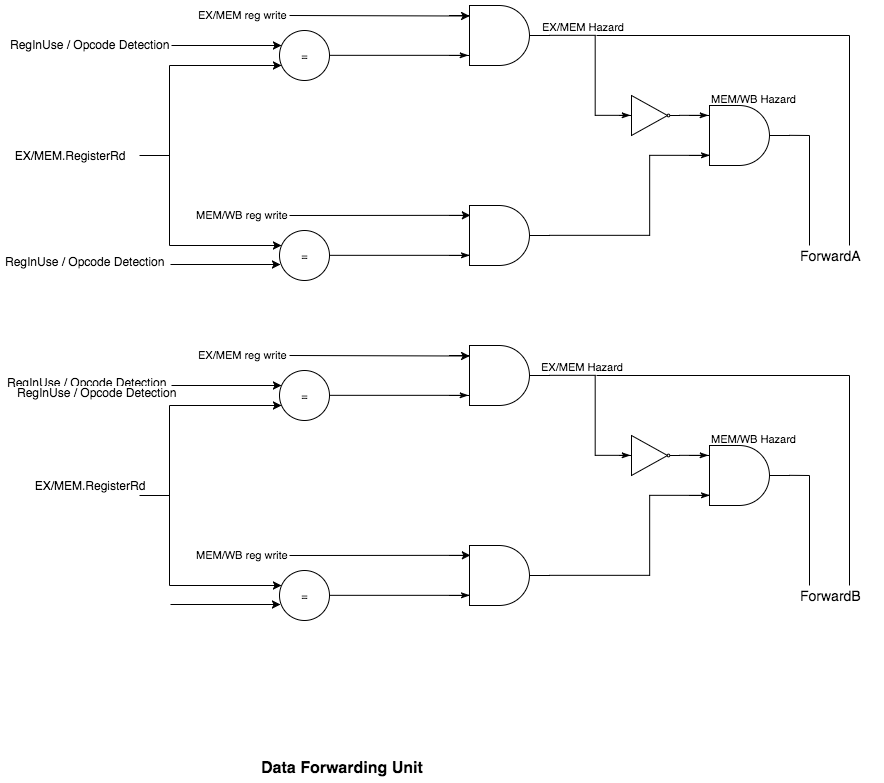 EX/MEM reg write
EX/MEM Hazard
RegInUse / Opcode Detection
=
MEM/WB Hazard
EX/MEM.RegisterRd
MEM/WB reg write
=
RegInUse / Opcode Detection
ForwardA
EX/MEM reg write
EX/MEM Hazard
RegInUse / Opcode Detection
RegInUse / Opcode Detection
=
MEM/WB Hazard
EX/MEM.RegisterRd
MEM/WB reg write
=
ForwardB
Data Forwarding Unit